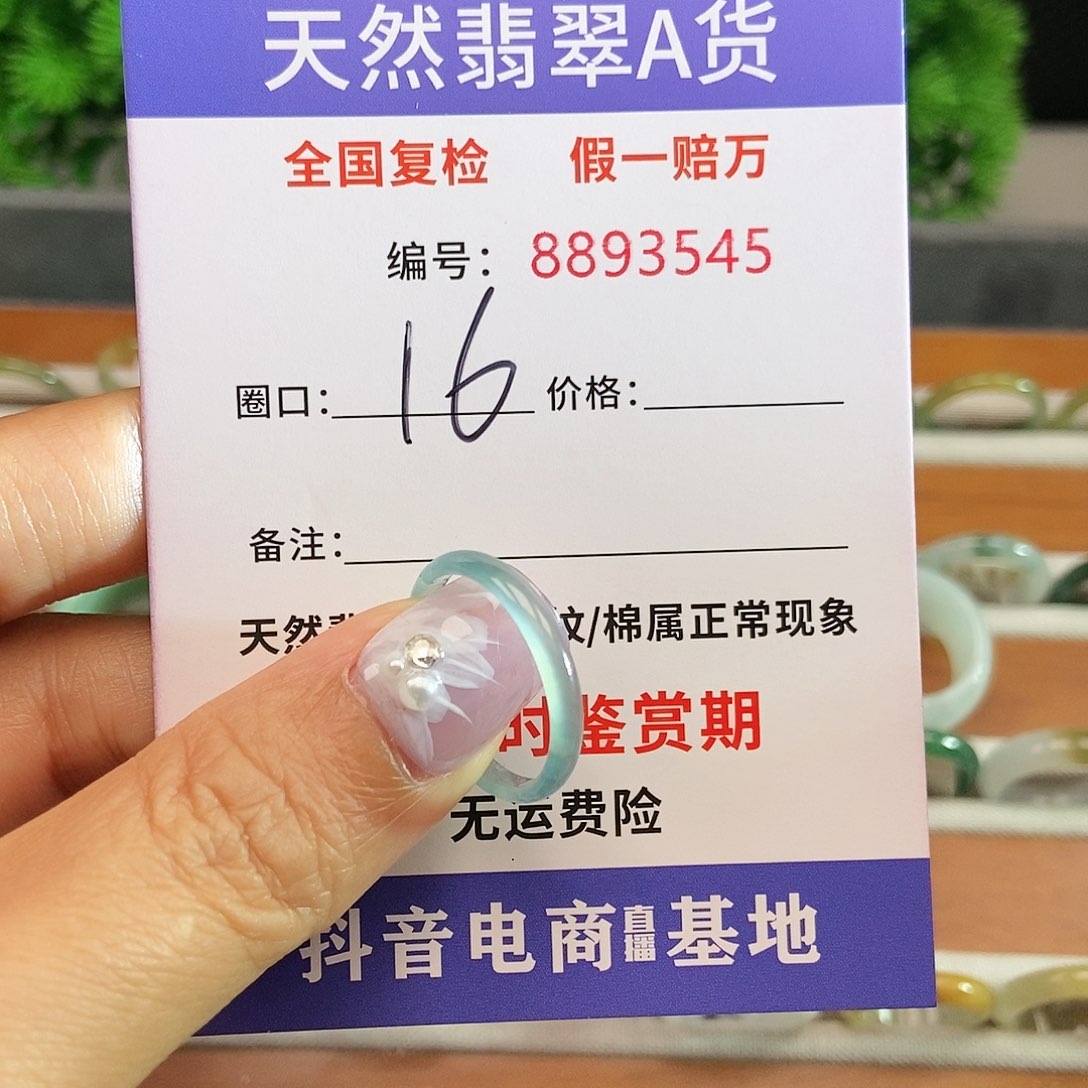 天然翡翠A货
全国复检 假一赔万
编号: 8893545
圈口: 16 价格:
备注:
天然 纹/棉属正常现象
时鉴赏期
无运费险
抖音电商直播基地